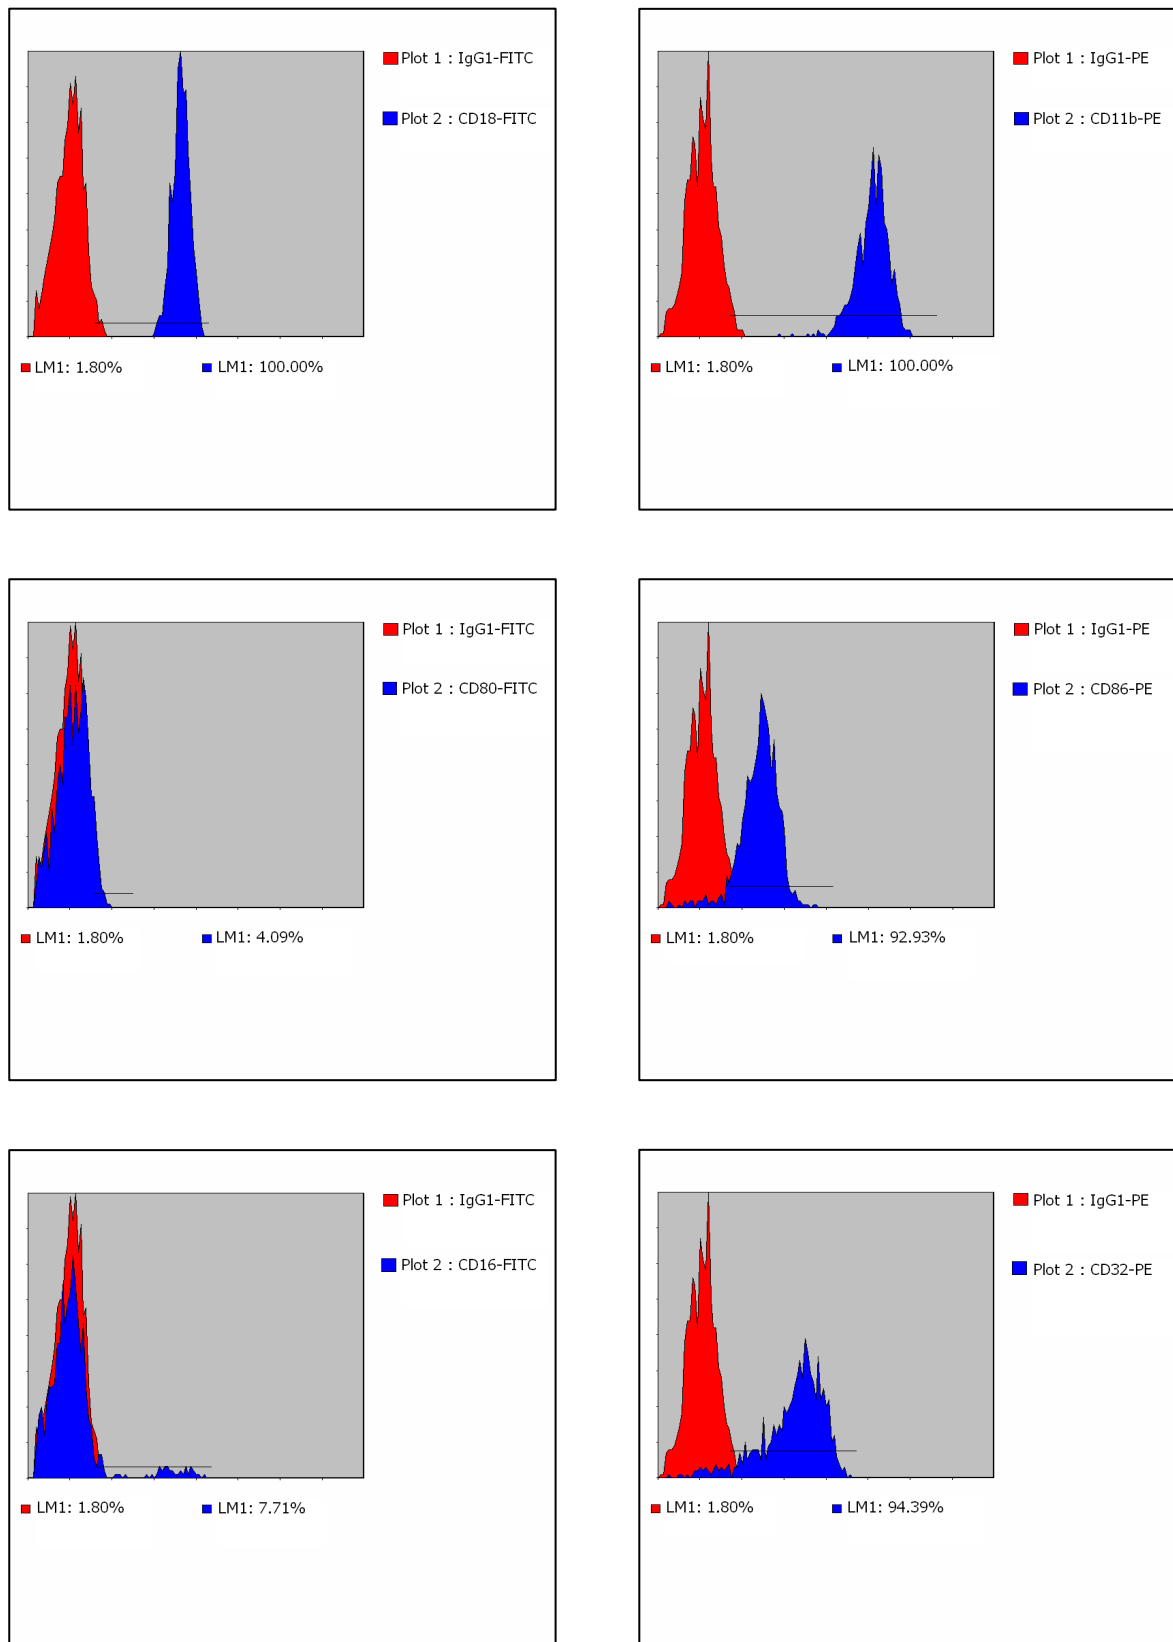 Plot 1 : IgG1-FITC
Plot 2 : CD18-FITC
LM1: 1.80%
LM1: 100.00%
Plot 1 : IgG1-PE
Plot 2 : CD11b-PE
LM1: 1.80%
LM1: 100.00%
Plot 1 : IgG1-FITC
Plot 2 : CD80-FITC
LM1: 1.80%
LM1: 4.09%
Plot 1 : IgG1-PE
Plot 2 : CD86-PE
LM1: 1.80%
LM1: 92.93%
Plot 1 : IgG1-FITC
Plot 2 : CD16-FITC
LM1: 1.80%
LM1: 7.71%
Plot 1 : IgG1-PE
Plot 2 : CD32-PE
LM1: 1.80%
LM1: 94.39%